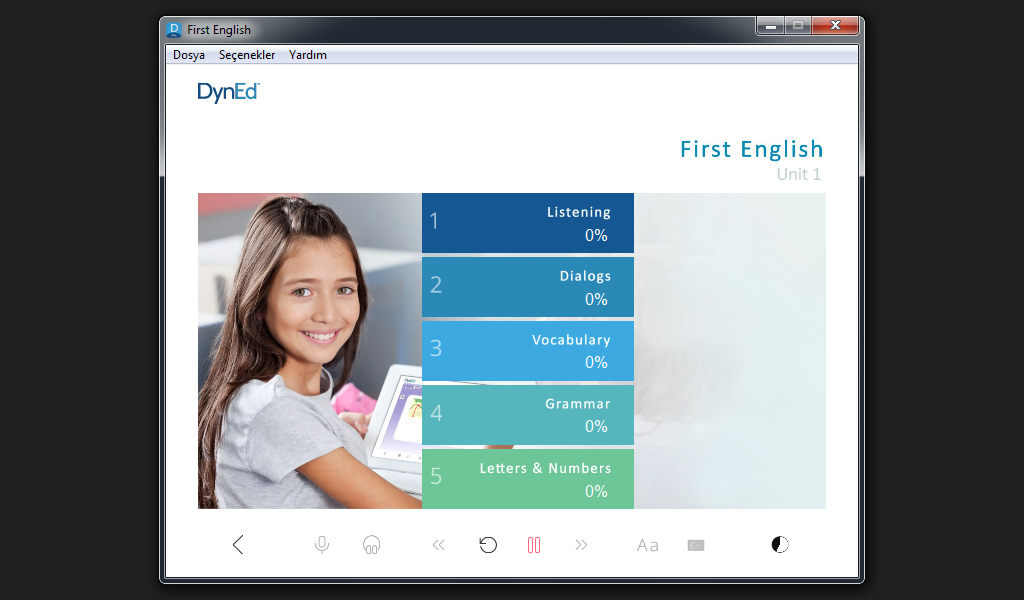 First English
Dosya Seçenekler Yardım
DynEd
First English
Unit 1
1 Listening
0%
2 Dialogs
0%
3 Vocabulary
0%
4 Grammar
0%
5 Letters & Numbers
0%
Aa